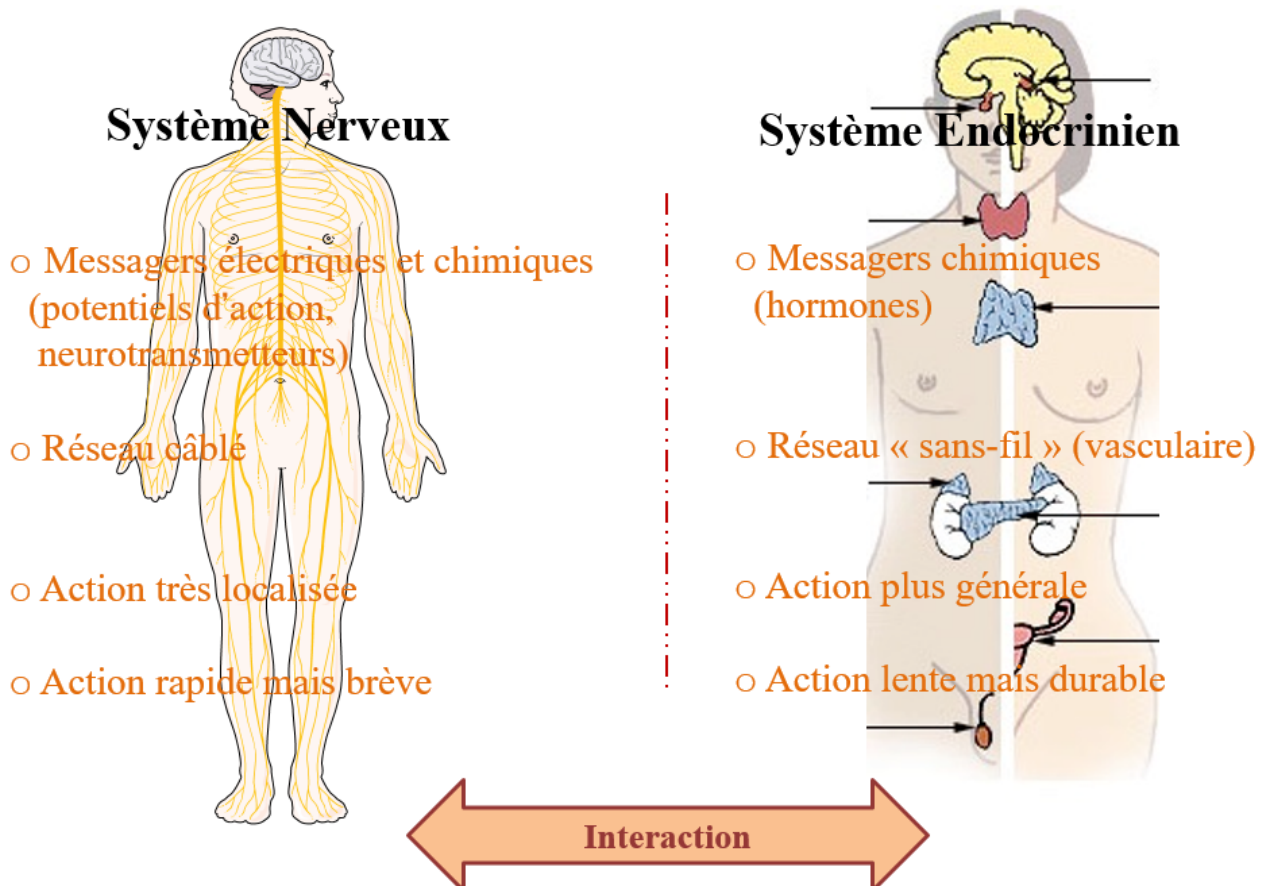 Système Nerveux
o Messagers électriques et chimiques
(potentiels d'action,
neurotransmetteurs)
o Réseau câblé
o Action très localisée
o Action rapide mais brève
Système Endocrinien
o Messagers chimiques
(hormones)
o Réseau « sans-fil » (vasculaire)
o Action plus générale
o Action lente mais durable
Interaction